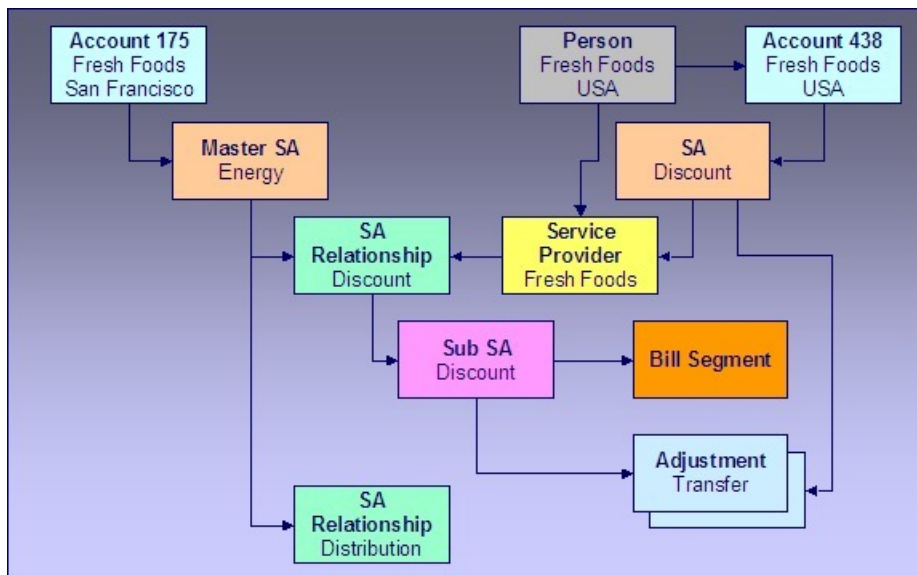 Account 175
Fresh Foods
San Francisco
Person
Fresh Foods
USA
Account 438
Fresh Foods
USA
Master SA
Energy
SA
Discount
SA
Relationship
Discount
Service
Provider
Fresh Foods
Sub SA
Discount
Bill Segment
Adjustment
Transfer
SA
Relationship
Distribution